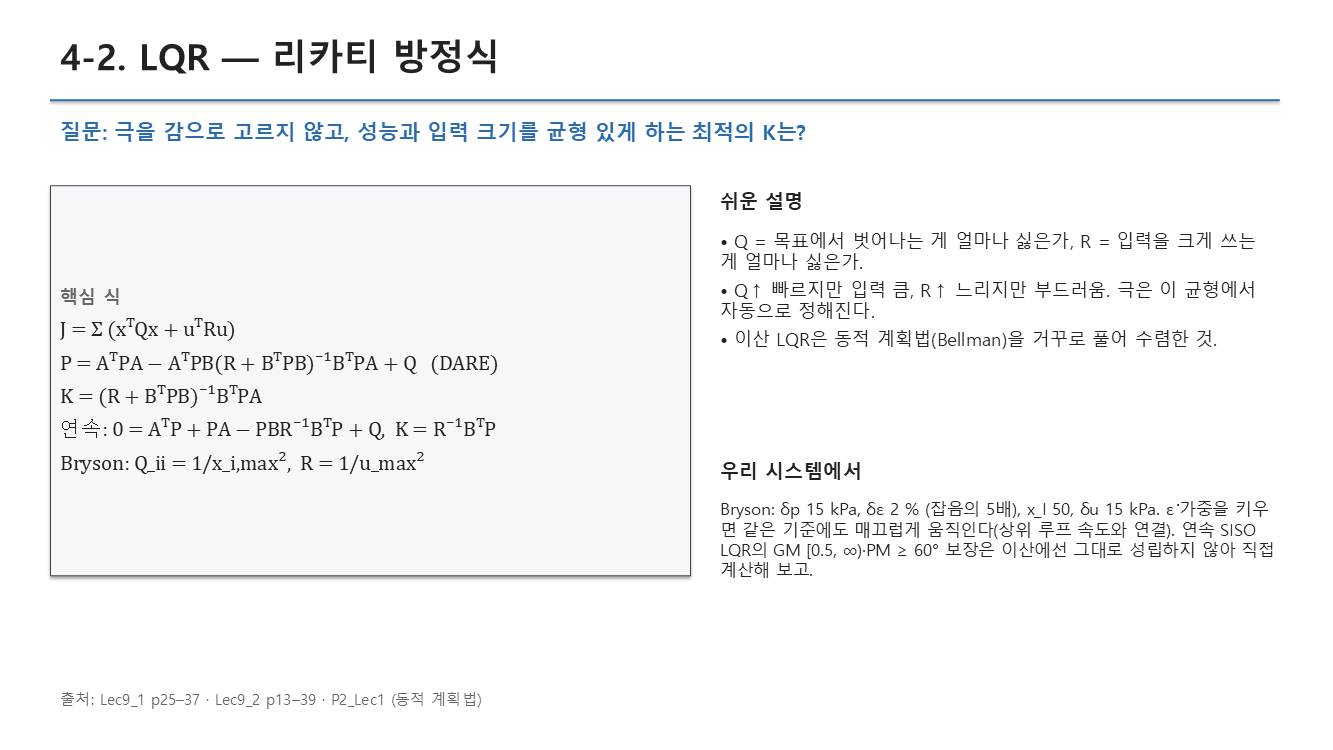 4-2. LQR — 리카티 방정식
질문: 극을 감으로 고르지 않고, 성능과 입력 크기를 균형 있게 하는 최적의 K는?
핵심 식
J = Σ (xᵀQx + uᵀRu)
P = AᵀPA − AᵀPB(R + BᵀPB)⁻¹BᵀPA + Q (DARE)
K = (R + BᵀPB)⁻¹BᵀPA
연속: 0 = AᵀP + PA − PBR⁻¹BᵀP + Q, K = R⁻¹BᵀP
Bryson: Q_ii = 1/x_i,max², R = 1/u_max²
쉬운 설명
• Q = 목표에서 벗어나는 게 얼마나 싫은가, R = 입력을 크게 쓰는
게 얼마나 싫은가.
• Q↑ 빠르지만 입력 큼, R↑ 느리지만 부드러움. 극은 이 균형에서
자동으로 정해진다.
• 이산 LQR은 동적 계획법(Bellman)을 거꾸로 풀어 수렴한 것.
우리 시스템에서
Bryson: δp 15 kPa, δε 2 % (잡음의 5배), x_I 50, δu 15 kPa. ε˙가중을 키우
면 같은 기준에도 매끄럽게 움직인다(상위 루프 속도와 연결). 연속 SISO
LQR의 GM [0.5, ∞)·PM ≥ 60° 보장은 이산에선 그대로 성립하지 않아 직접
계산해 보고.
출처: Lec9_1 p25–37 · Lec9_2 p13–39 · P2_Lec1 (동적 계획법)